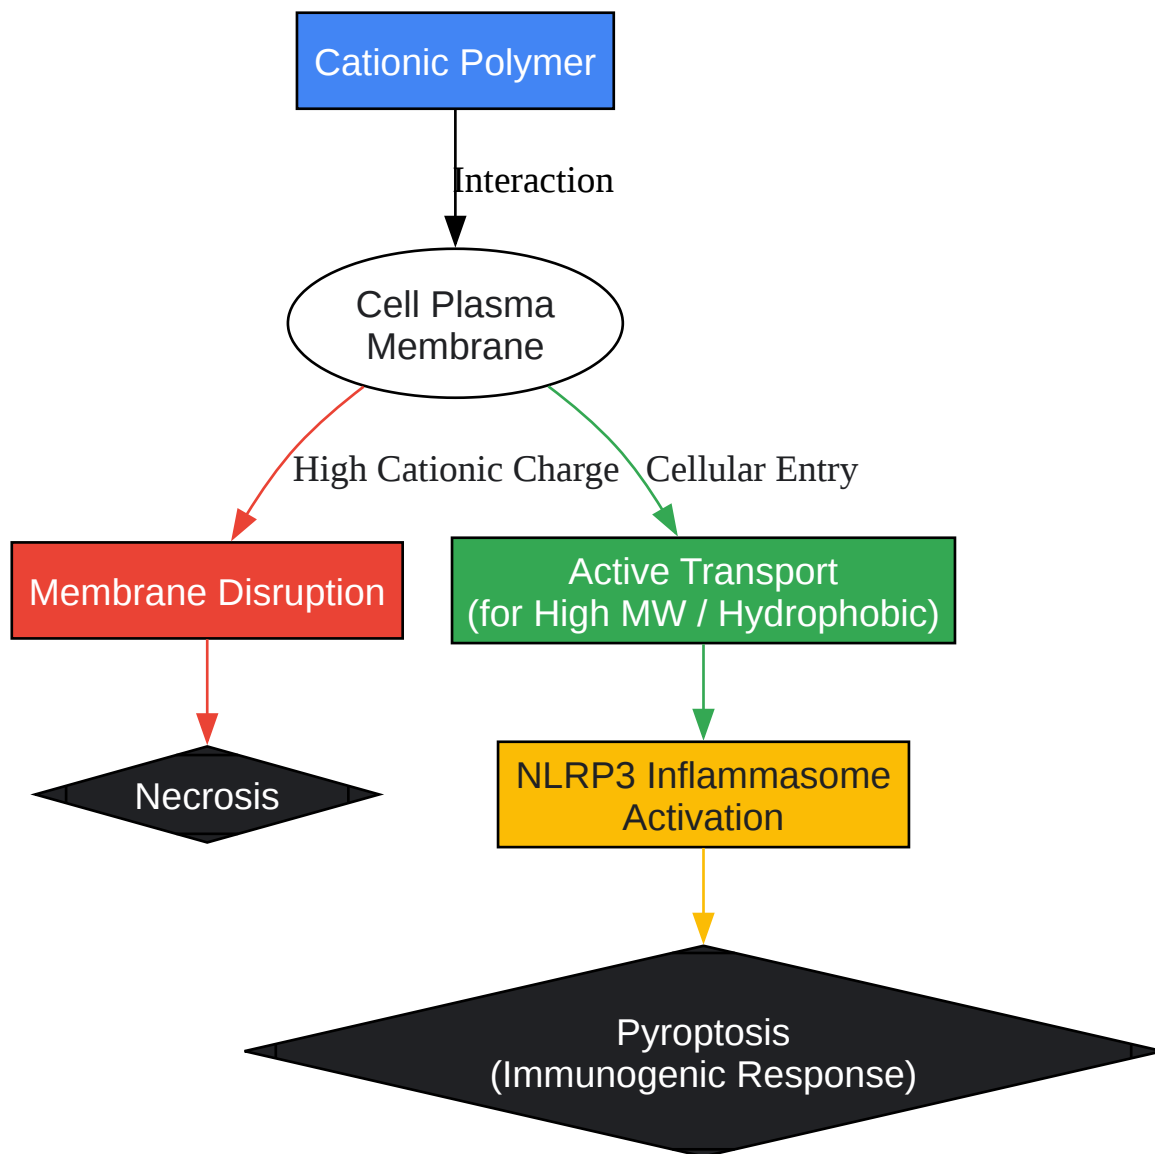 Cationic Polymer
Interaction
Cell Plasma
Membrane
High Cationic Charge
Cellular Entry
Membrane Disruption
Active Transport
(for High MW / Hydrophobic)
Necrosis
NLRP3 Inflammasome
Activation
Pyroptosis
(Immunogenic Response)